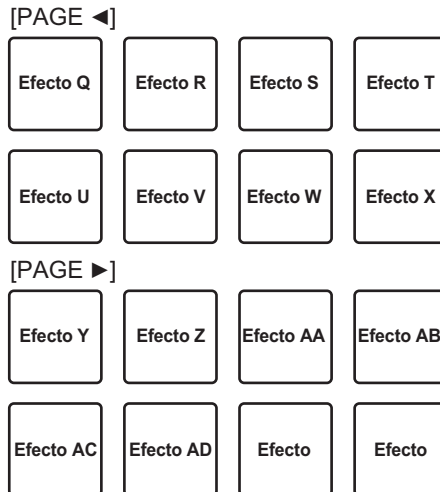 [PAGE ◄]
Efecto Q Efecto R Efecto S Efecto T
Efecto U Efecto V Efecto W Efecto X
[PAGE ►]
Efecto Y Efecto Z Efecto AA Efecto AB
Efecto AC Efecto AD Efecto Efecto